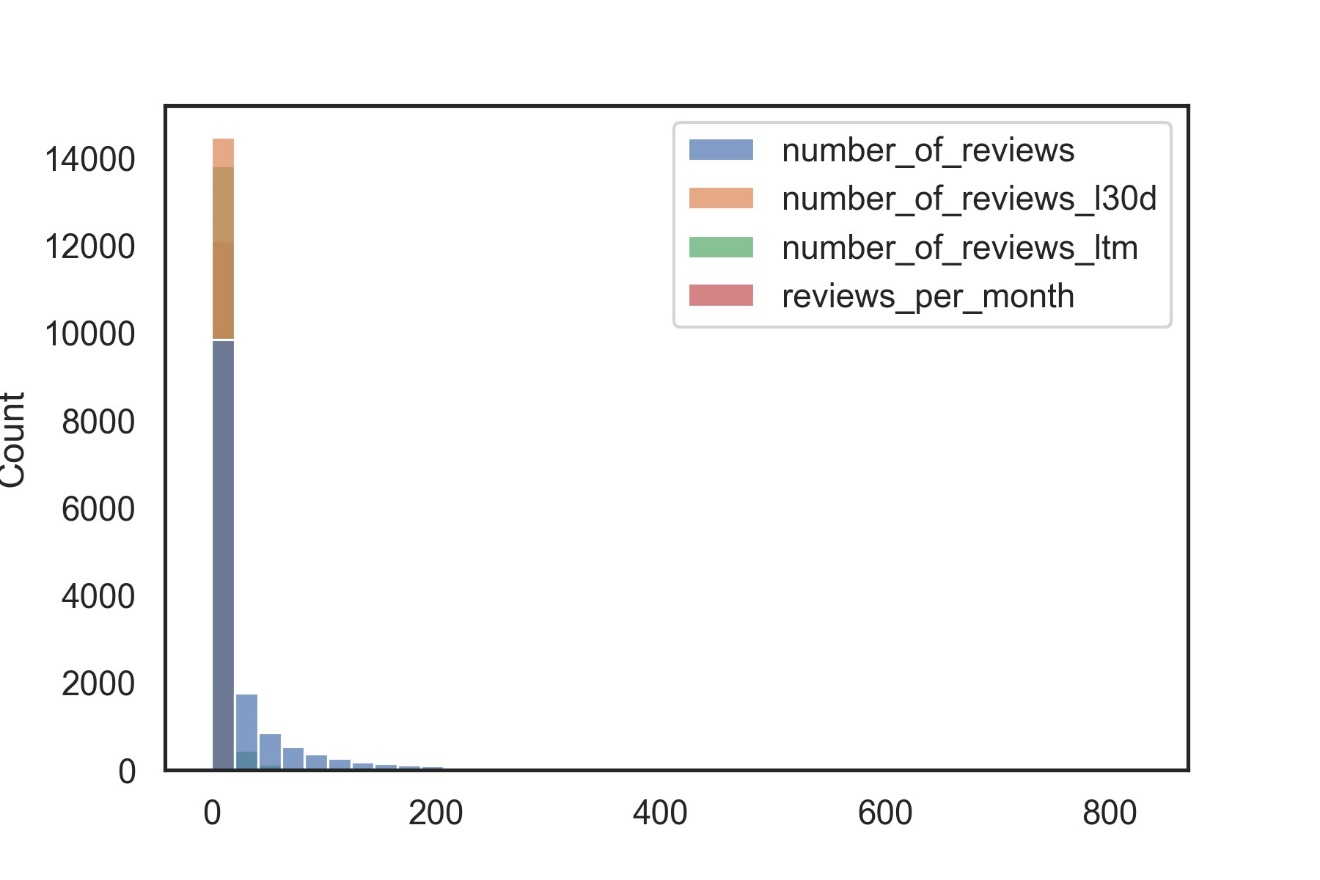 14000
12000
10000
8000
6000
4000
2000
0
Count
number_of_reviews
number_of_reviews_l30d
number_of_reviews_ltm
reviews_per_month
0 200 400 600 800